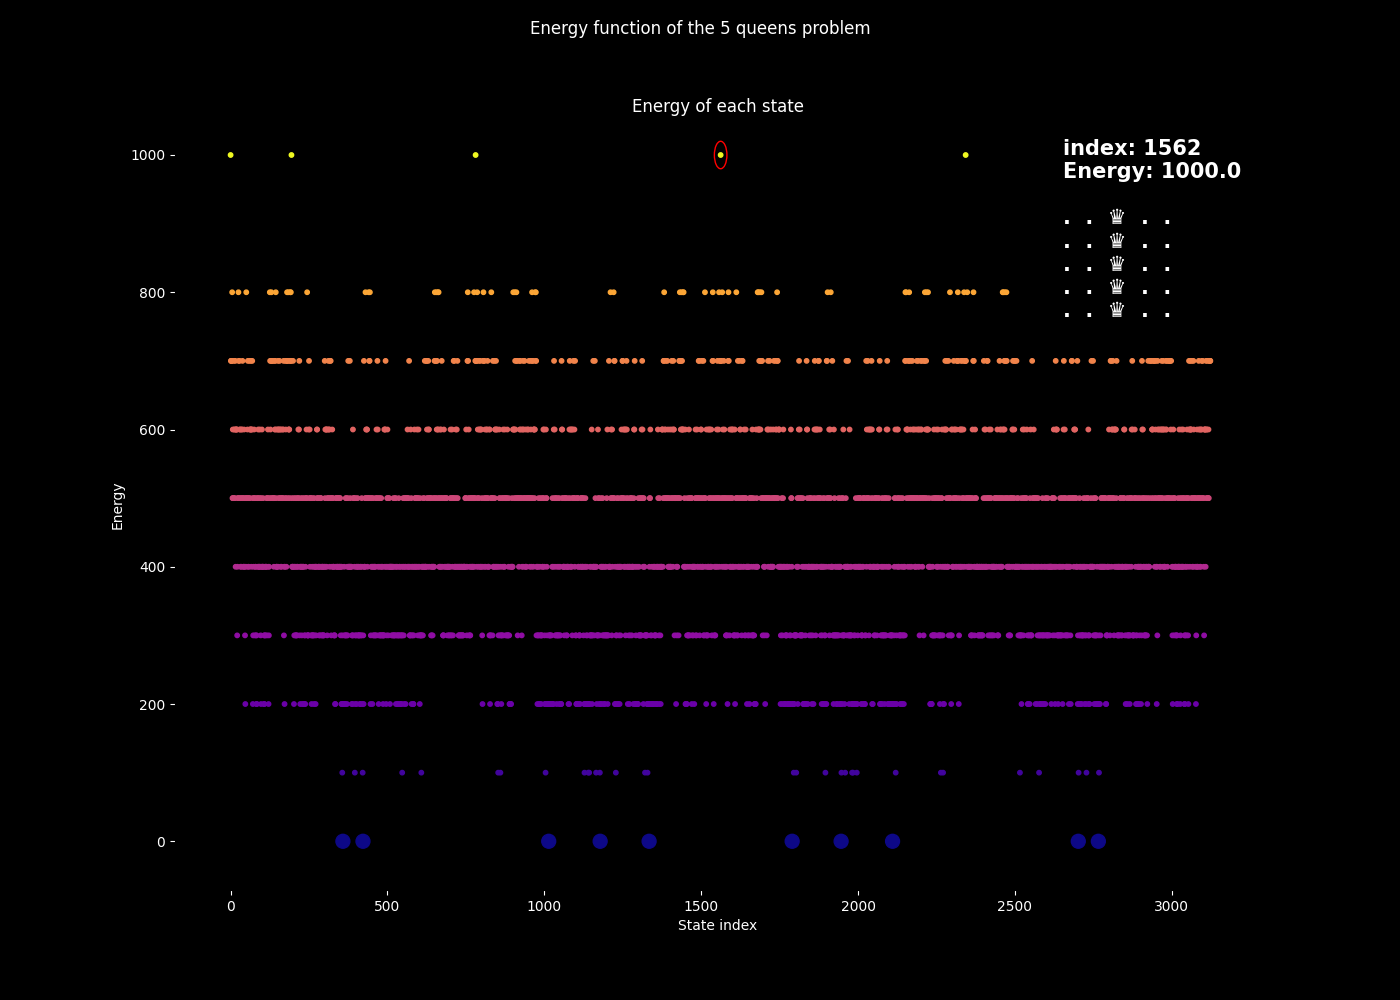 Energy function of the 5 queens problem
Energy of each state
index: 1562
Energy: 1000.0
. . ♛ . .
. . ♛ . .
. . ♛ . .
. . ♛ . .
. . ♛ . .
1000
800
600
400
200
0
Energy
0 500 1000 1500 2000 2500 3000
State index